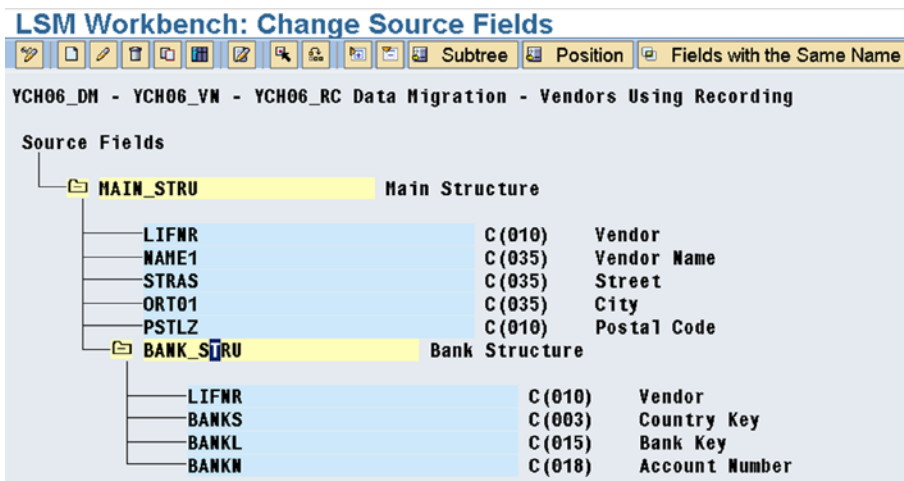 LSM Workbench: Change Source Fields
Subtree Position Fields with the Same Name
YCH06_DM - YCH06_VN - YCH06_RC Data Migration - Vendors Using Recording
Source Fields
MAIN_STRU Main Structure
LIFNR C(010) Vendor
NAME1 C(035) Vendor Name
STRAS C(035) Street
ORT01 C(035) City
PSTLZ C(010) Postal Code
BANK_STRU Bank Structure
LIFNR C(010) Vendor
BANKS C(003) Country Key
BANKL C(015) Bank Key
BANKN C(018) Account Number